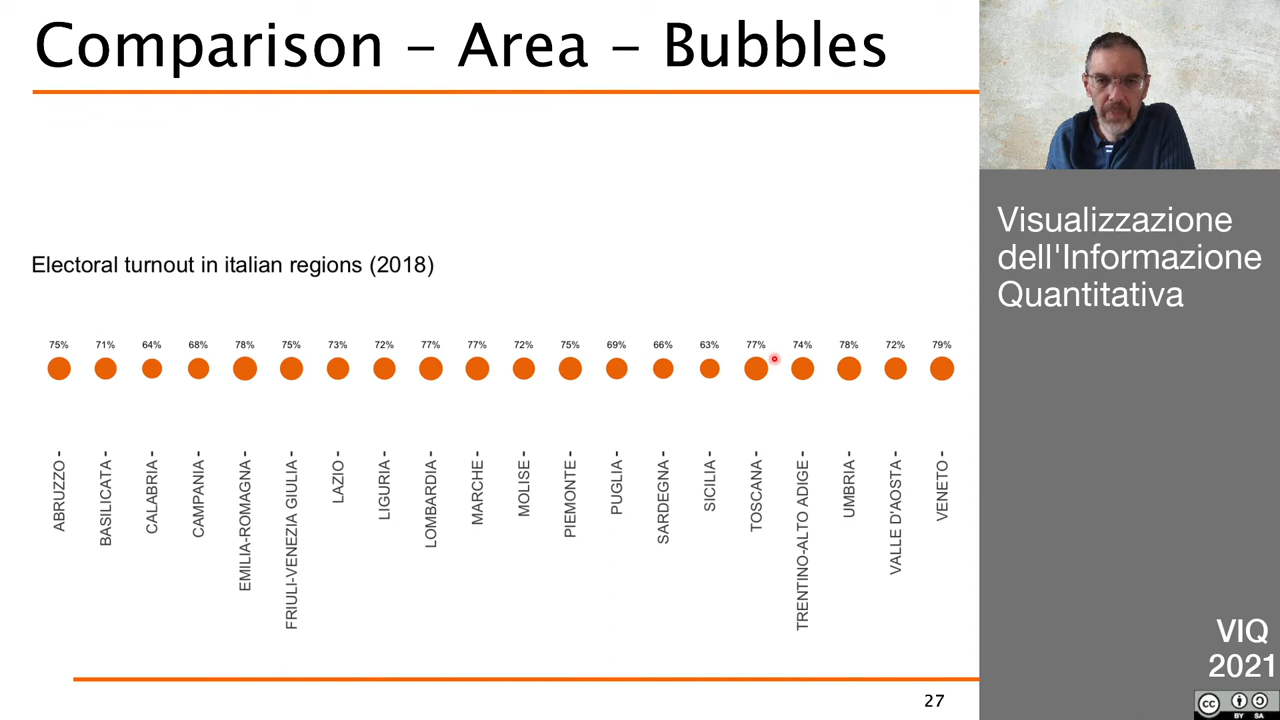 Comparison – Area – Bubbles
Electoral turnout in italian regions (2018)
75% 71% 64% 68% 78% 75% 73% 72% 77% 77% 72% 75% 69% 66% 63% 77% 74% 78% 72% 79%
ABRUZZO
BASILICATA
CALABRIA
CAMPANIA
EMILIA-ROMAGNA
FRIULI-VENEZIA GIULIA
LAZIO
LIGURIA
LOMBARDIA
MARCHE
MOLISE
PIEMONTE
PUGLIA
SARDEGNA
SICILIA
TOSCANA
TRENTINO-ALTO ADIGE
UMBRIA
VALLE D'AOSTA
VENETO
27
Visualizzazione
dell'Informazione
Quantitativa
VIQ
2021
CC
BY SA